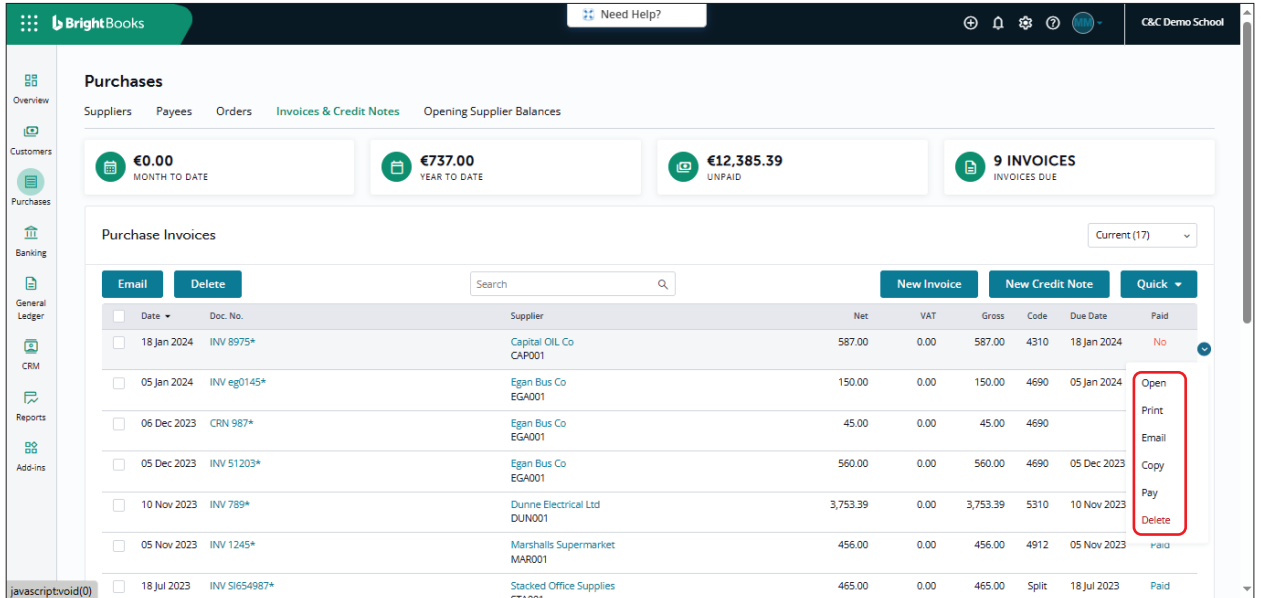 BrightBooks
Need Help?
MM
C&C Demo School
Overview
Customers
Purchases
Banking
General
Ledger
CRM
Reports
Add-ins
Purchases
Suppliers Payees Orders Invoices & Credit Notes Opening Supplier Balances
€0.00
MONTH TO DATE
€737.00
YEAR TO DATE
€12,385.39
UNPAID
9 INVOICES
INVOICES DUE
Purchase Invoices
Current (17)
Email Delete Search New Invoice New Credit Note Quick
Date Doc. No. Supplier Net VAT Gross Code Due Date Paid
18 Jan 2024 INV 8975* Capital OIL Co 587.00 0.00 587.00 4310 18 Jan 2024 No
CAP001
05 Jan 2024 INV eg0145* Egan Bus Co 150.00 0.00 150.00 4690 05 Jan 2024
EGA001
06 Dec 2023 CRN 987* Egan Bus Co 45.00 0.00 45.00 4690
EGA001
05 Dec 2023 INV 51203* Egan Bus Co 560.00 0.00 560.00 4690 05 Dec 2023
EGA001
10 Nov 2023 INV 789* Dunne Electrical Ltd 3,753.39 0.00 3,753.39 5310 10 Nov 2023
DUN001
05 Nov 2023 INV 1245* Marshalls Supermarket 456.00 0.00 456.00 4912 05 Nov 2023 Paid
MAR001
18 Jul 2023 INV SI654987* Stacked Office Supplies 465.00 0.00 465.00 Split 18 Jul 2023 Paid
STA001
Open
Print
Email
Copy
Pay
Delete
javascript:void(0)